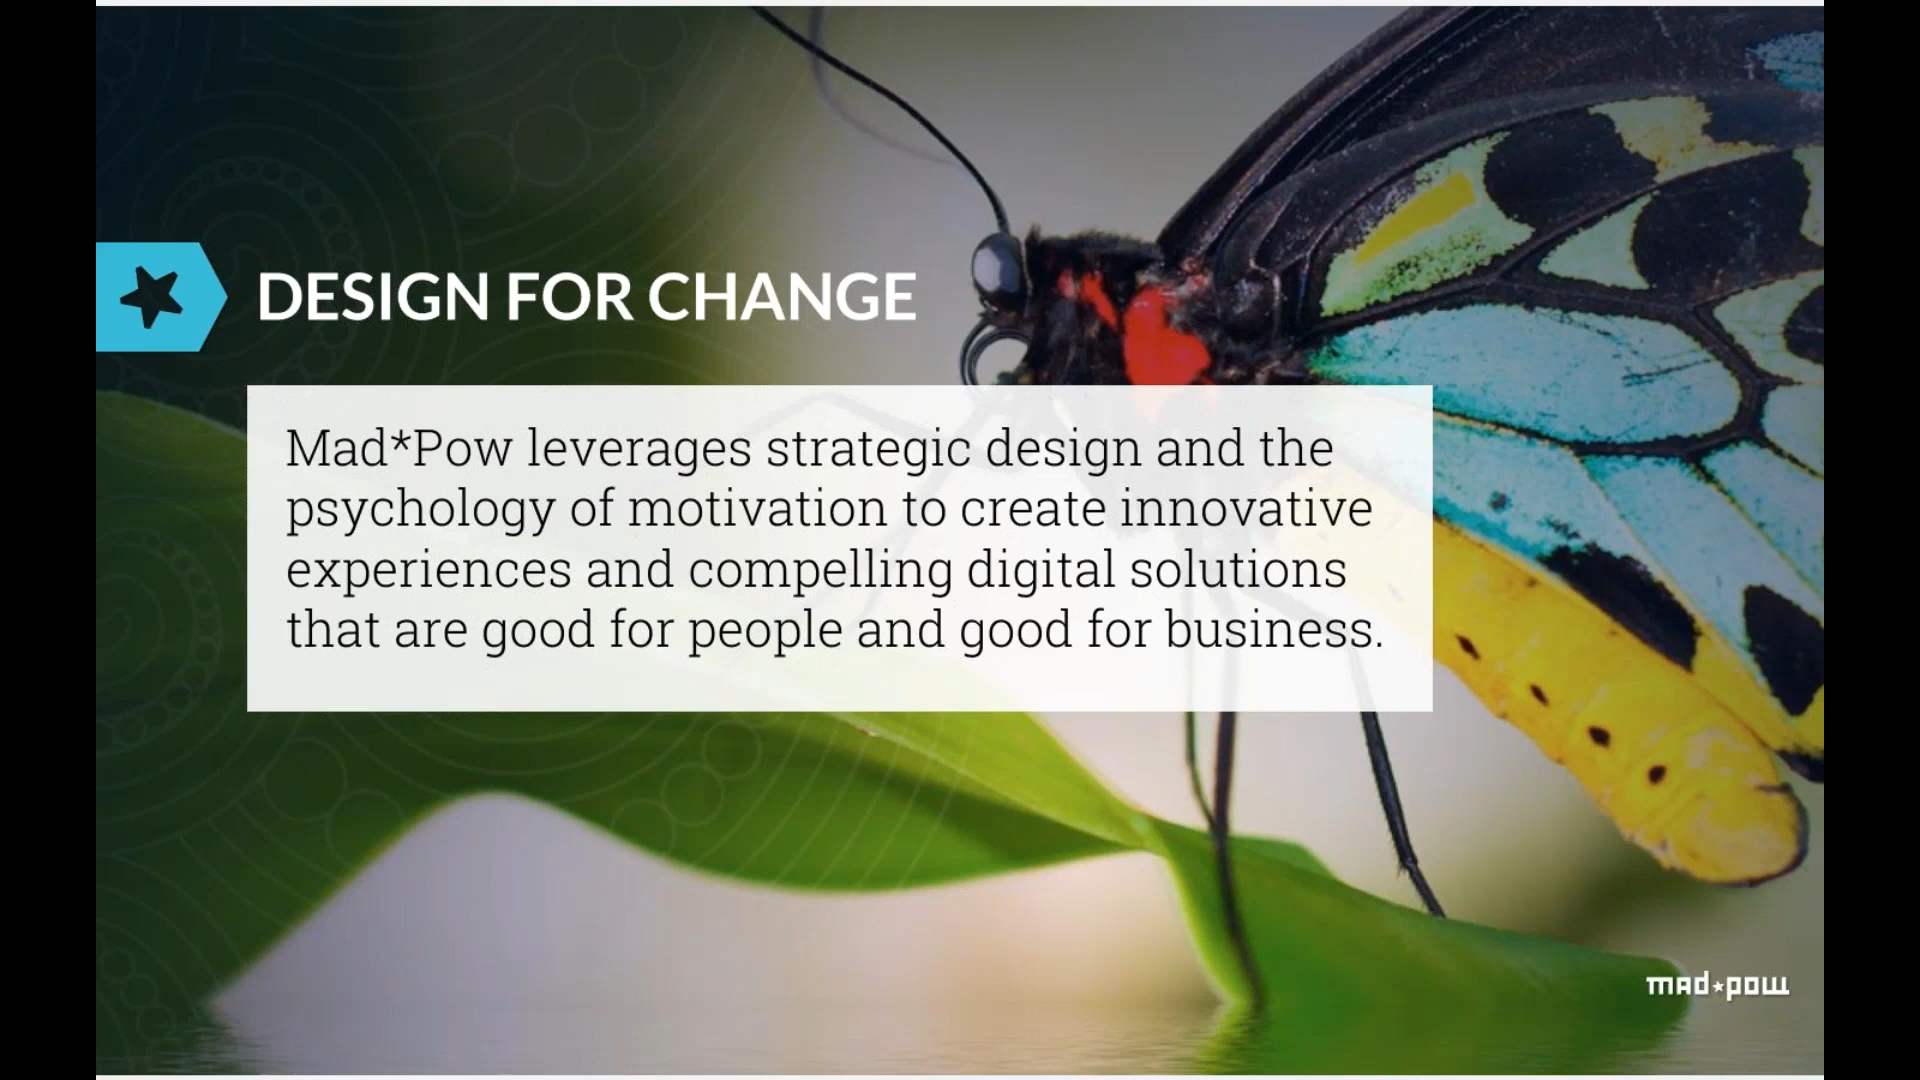 DESIGN FOR CHANGE
Mad*Pow leverages strategic design and the
psychology of motivation to create innovative
experiences and compelling digital solutions
that are good for people and good for business.
mad*pow